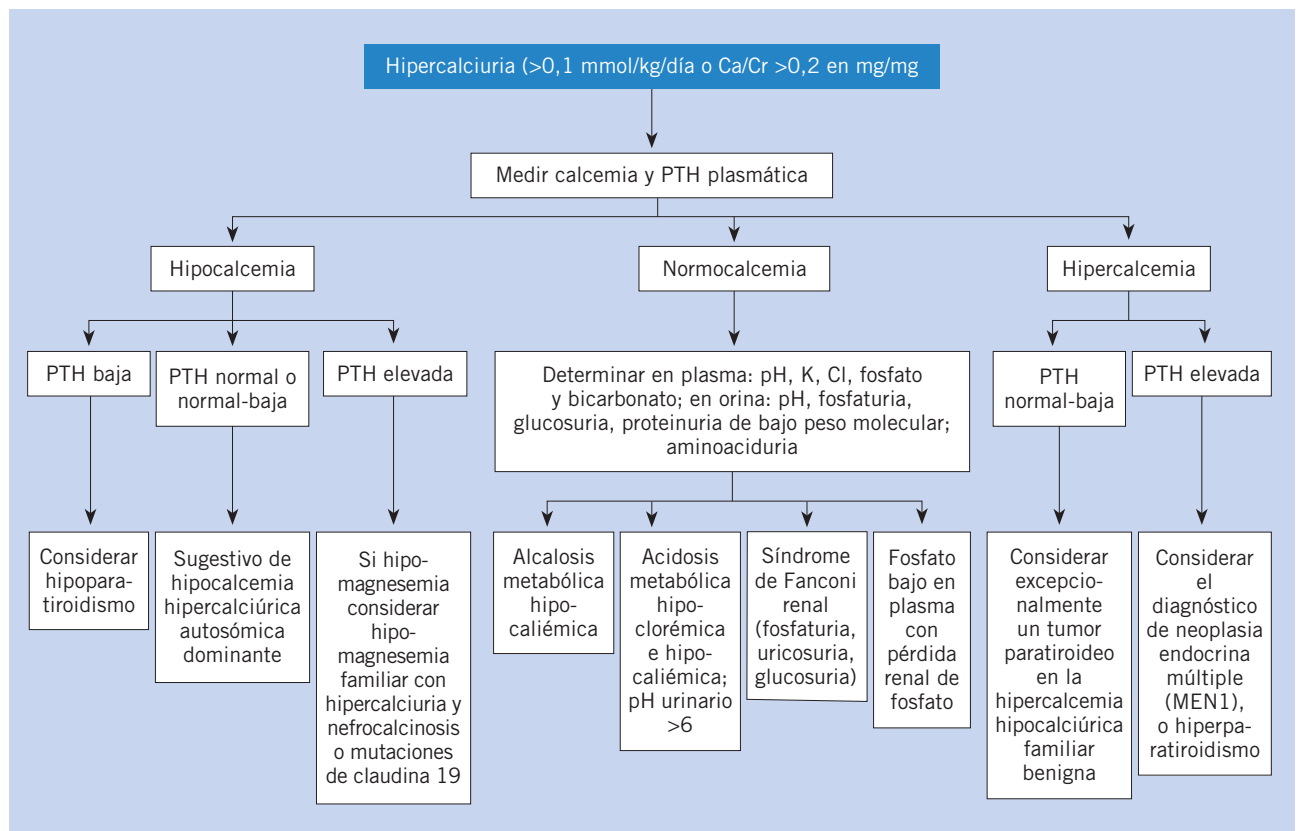 Hipercalciuria (>0,1 mmol/kg/día o Ca/Cr >0,2 en mg/mg
Medir calcemia y PTH plasmática
Hipocalcemia
Normocalcemia
Hipercalcemia
PTH baja
PTH normal o
normal-baja
PTH elevada
Determinar en plasma: pH, K, Cl, fosfato
y bicarbonato; en orina: pH, fosfaturia,
glucosuria, proteinuria de bajo peso molecular;
aminoaciduria
PTH
normal-baja
PTH elevada
Considerar
hipopara-
tiroidismo
Sugestivo de
hipocalcemia
hipercalciúrica
autosómica
dominante
Si hipo-
magnesemia
considerar
hipo-
magnesemia
familiar con
hipercalciuria y
nefrocalcinosis
o mutaciones
de claudina 19
Alcalosis
metabólica
hipo-
caliémica
Acidosis
metabólica
hipo-
clorémica
e hipo-
caliémica;
pH urinario
>6
Síndrome
de Fanconi
renal
(fosfaturia,
uricosuria,
glucosuria)
Fosfato
bajo en
plasma
con
pérdida
renal de
fosfato
Considerar
excepcio-
nalmente
un tumor
paratiroideo
en la
hipercalcemia
hipocalciúrica
familiar
benigna
Considerar
el
diagnóstico
de neoplasia
endocrina
múltiple
(MEN1),
o hiperpa-
ratiroidismo